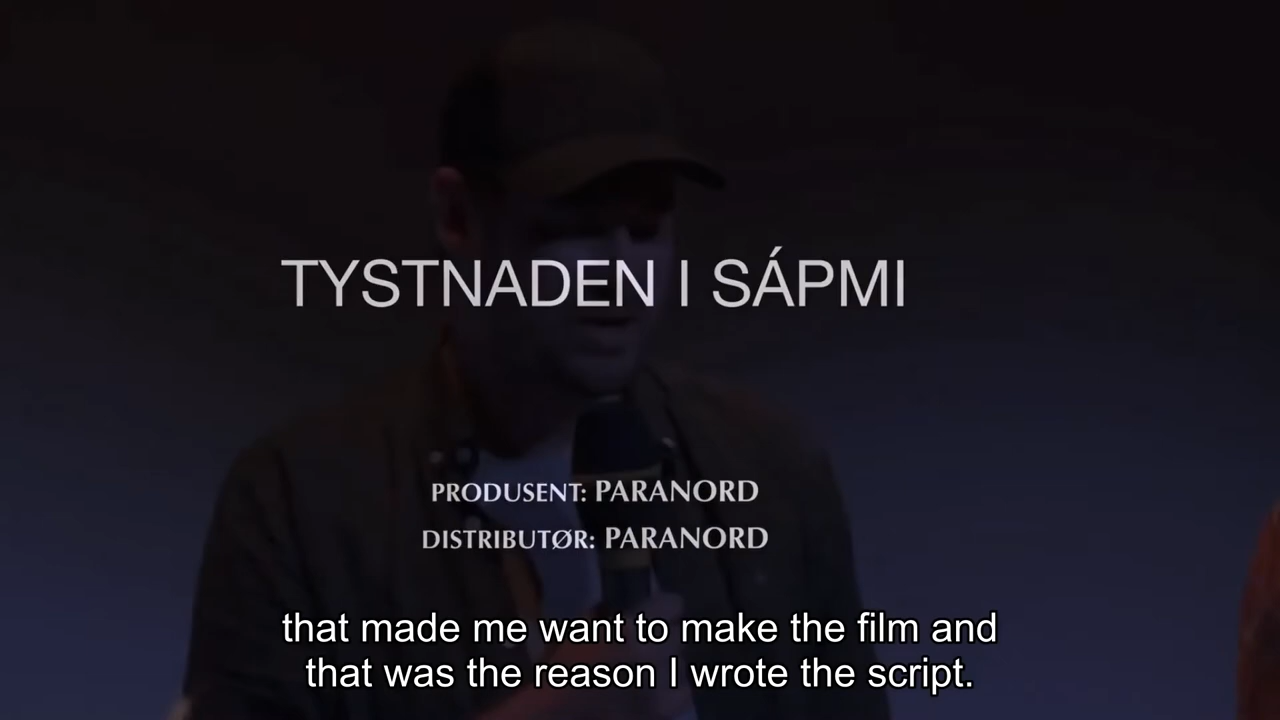 TYSTNADEN I SÁPMI
PRODUSENT: PARANORD
DISTRIBUTØR: PARANORD
that made me want to make the film and
that was the reason I wrote the script.